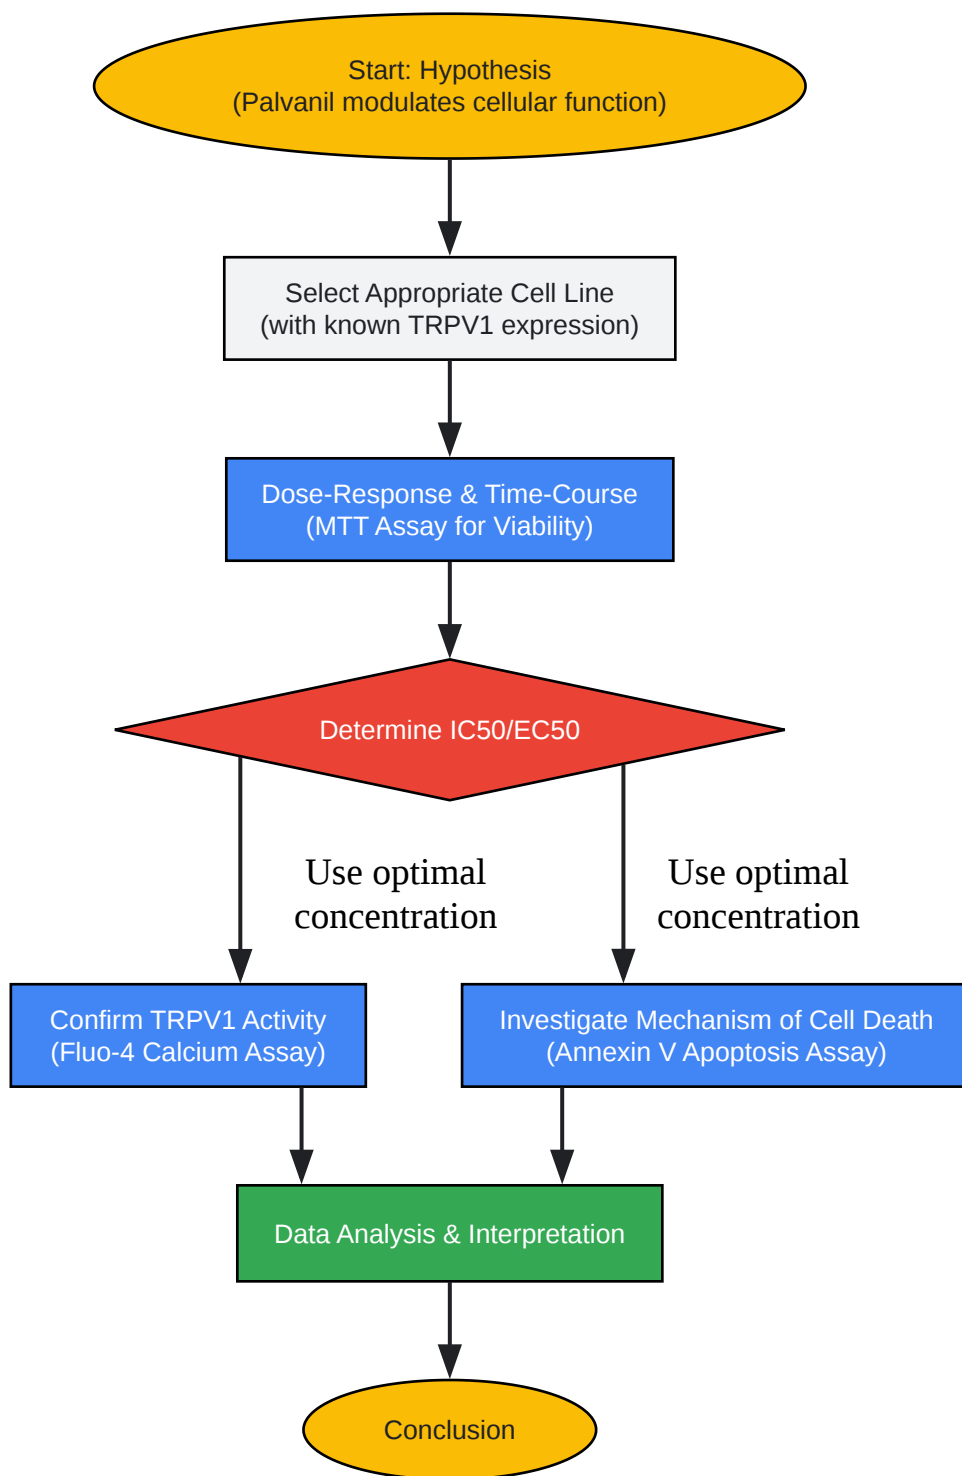 Start: Hypothesis
(Palvanil modulates cellular function)
Select Appropriate Cell Line
(with known TRPV1 expression)
Dose-Response & Time-Course
(MTT Assay for Viability)
Determine IC50/EC50
Use optimal
concentration
Use optimal
concentration
Confirm TRPV1 Activity
(Fluo-4 Calcium Assay)
Investigate Mechanism of Cell Death
(Annexin V Apoptosis Assay)
Data Analysis & Interpretation
Conclusion